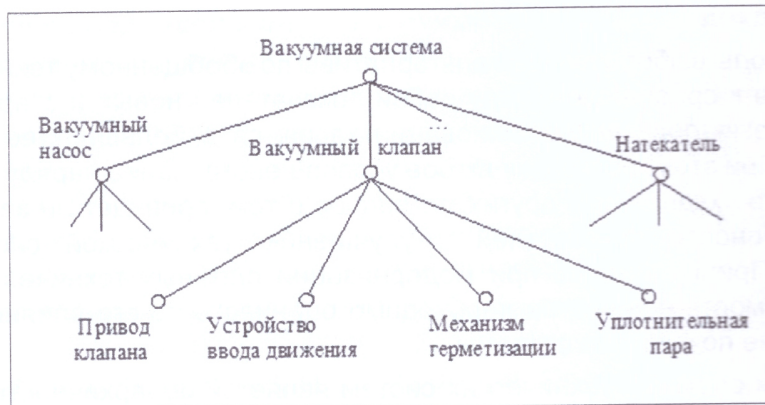 Вакуумная система
Вакуумный
насос
...
Вакуумный клапан
Натекатель
Привод
клапана
Устройство
ввода движения
Механизм
герметизации
Уплотнительная
пара